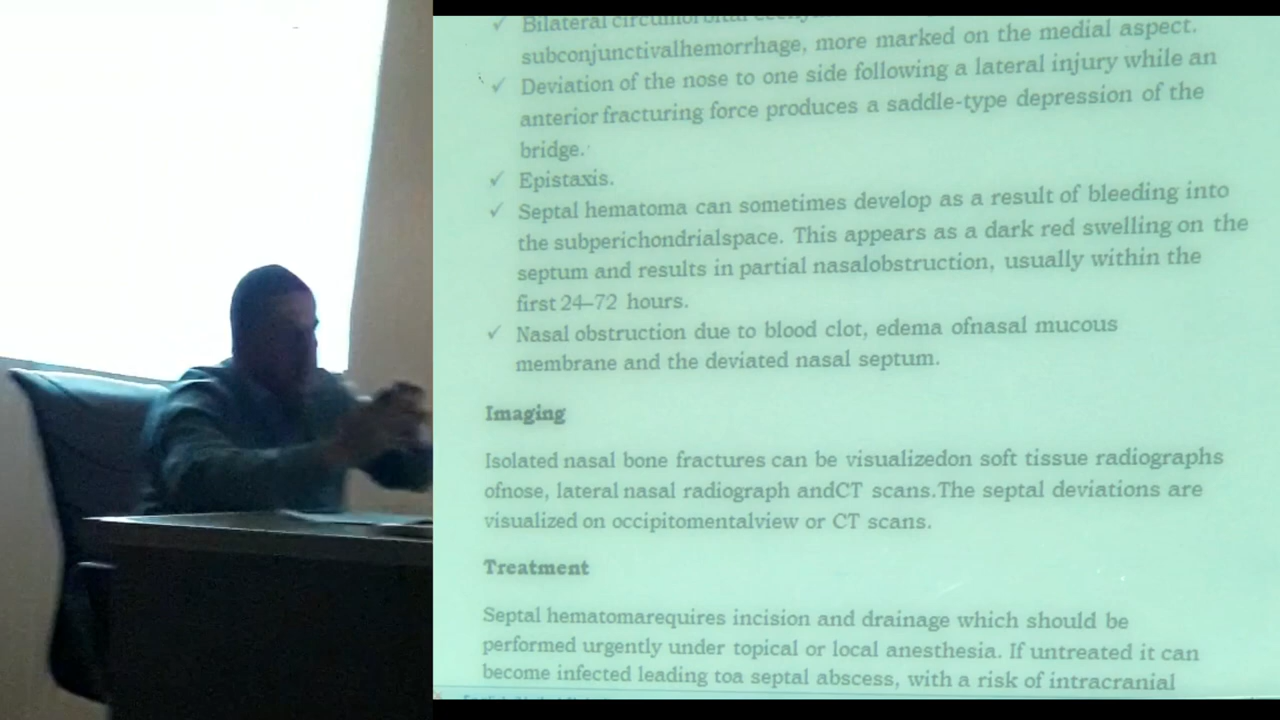 ✓ Bilateral circumorbital
subconjunctivalhemorrhage, more marked on the medial aspect.
✓ Deviation of the nose to one side following a lateral injury while an
anterior fracturing force produces a saddle-type depression of the
bridge.
✓ Epistaxis.
✓ Septal hematoma can sometimes develop as a result of bleeding into
the subperichondrialspace. This appears as a dark red swelling on the
septum and results in partial nasalobstruction, usually within the
first 24–72 hours.
✓ Nasal obstruction due to blood clot, edema ofnasal mucous
membrane and the deviated nasal septum.
Imaging
Isolated nasal bone fractures can be visualizedon soft tissue radiographs
ofnose, lateral nasal radiograph andCT scans.The septal deviations are
visualized on occipitomentalview or CT scans.
Treatment
Septal hematomarequires incision and drainage which should be
performed urgently under topical or local anesthesia. If untreated it can
become infected leading toa septal abscess, with a risk of intracranial